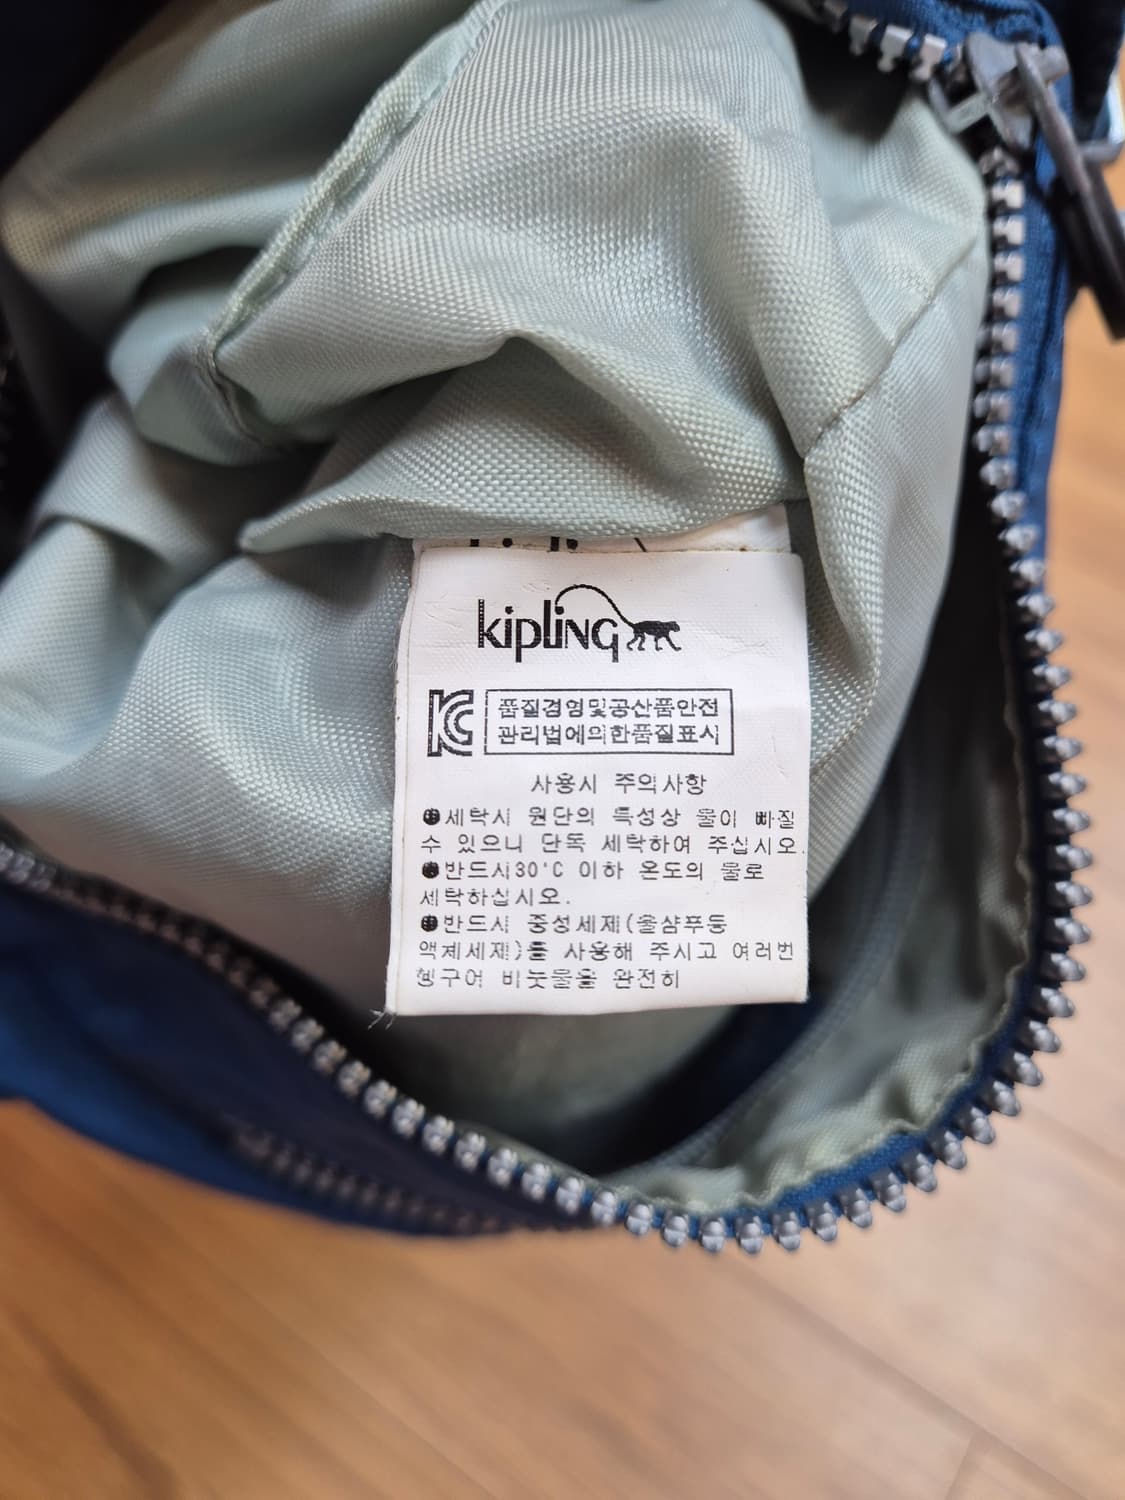 kipling
KC
품질경영및공산품안전
관리법에의한품질표시
사용시 주의사항
●세탁시 원단의 특성상 물이 빠질
수 있으니 단독 세탁하여 주십시오.
●반드시30'C 이하 온도의 물로
세탁하십시오.
●반드시 중성세제(울샴푸등
액체세제)를 사용해 주시고 여러번
헹구어 비눗물을 완전히